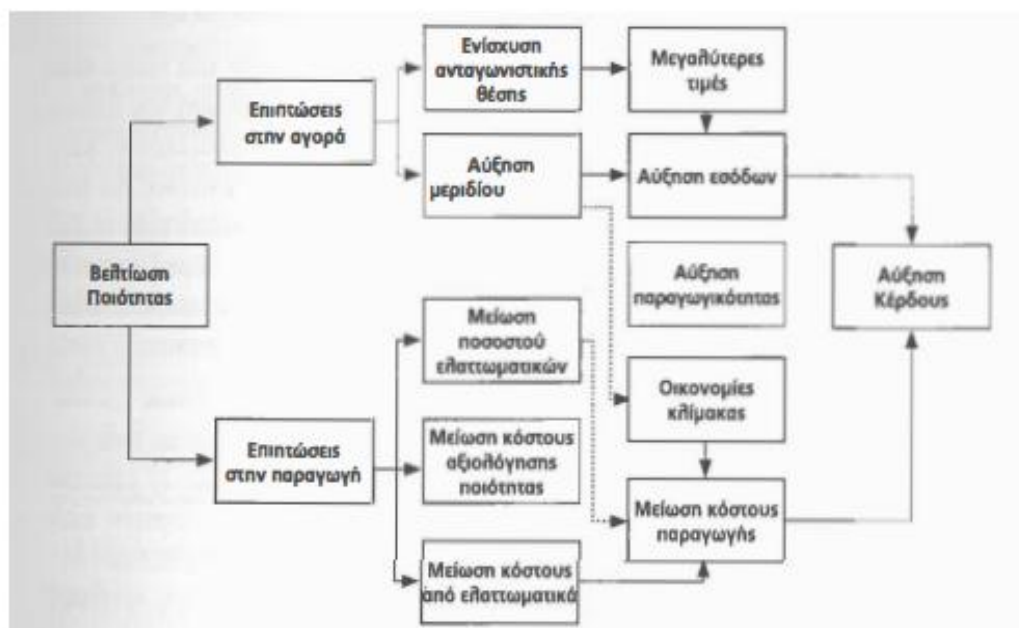 Ενίσχυση
ανταγωνιστικής
θέσης
Μεγαλύτερες
τιμές
Επιπτώσεις
στην αγορά
Αύξηση
μεριδίου
Αύξηση εσόδων
Βελτίωση
Ποιότητας
Αύξηση
παραγωγικότητας
Αύξηση
Κέρδους
Μείωση
ποσοστού
ελαττωματικών
Οικονομίες
κλίμακας
Επιπτώσεις
στην παραγωγή
Μείωση κόστους
αξιολόγησης
ποιότητας
Μείωση κόστους
παραγωγής
Μείωση κόστους
από ελαττωματικά